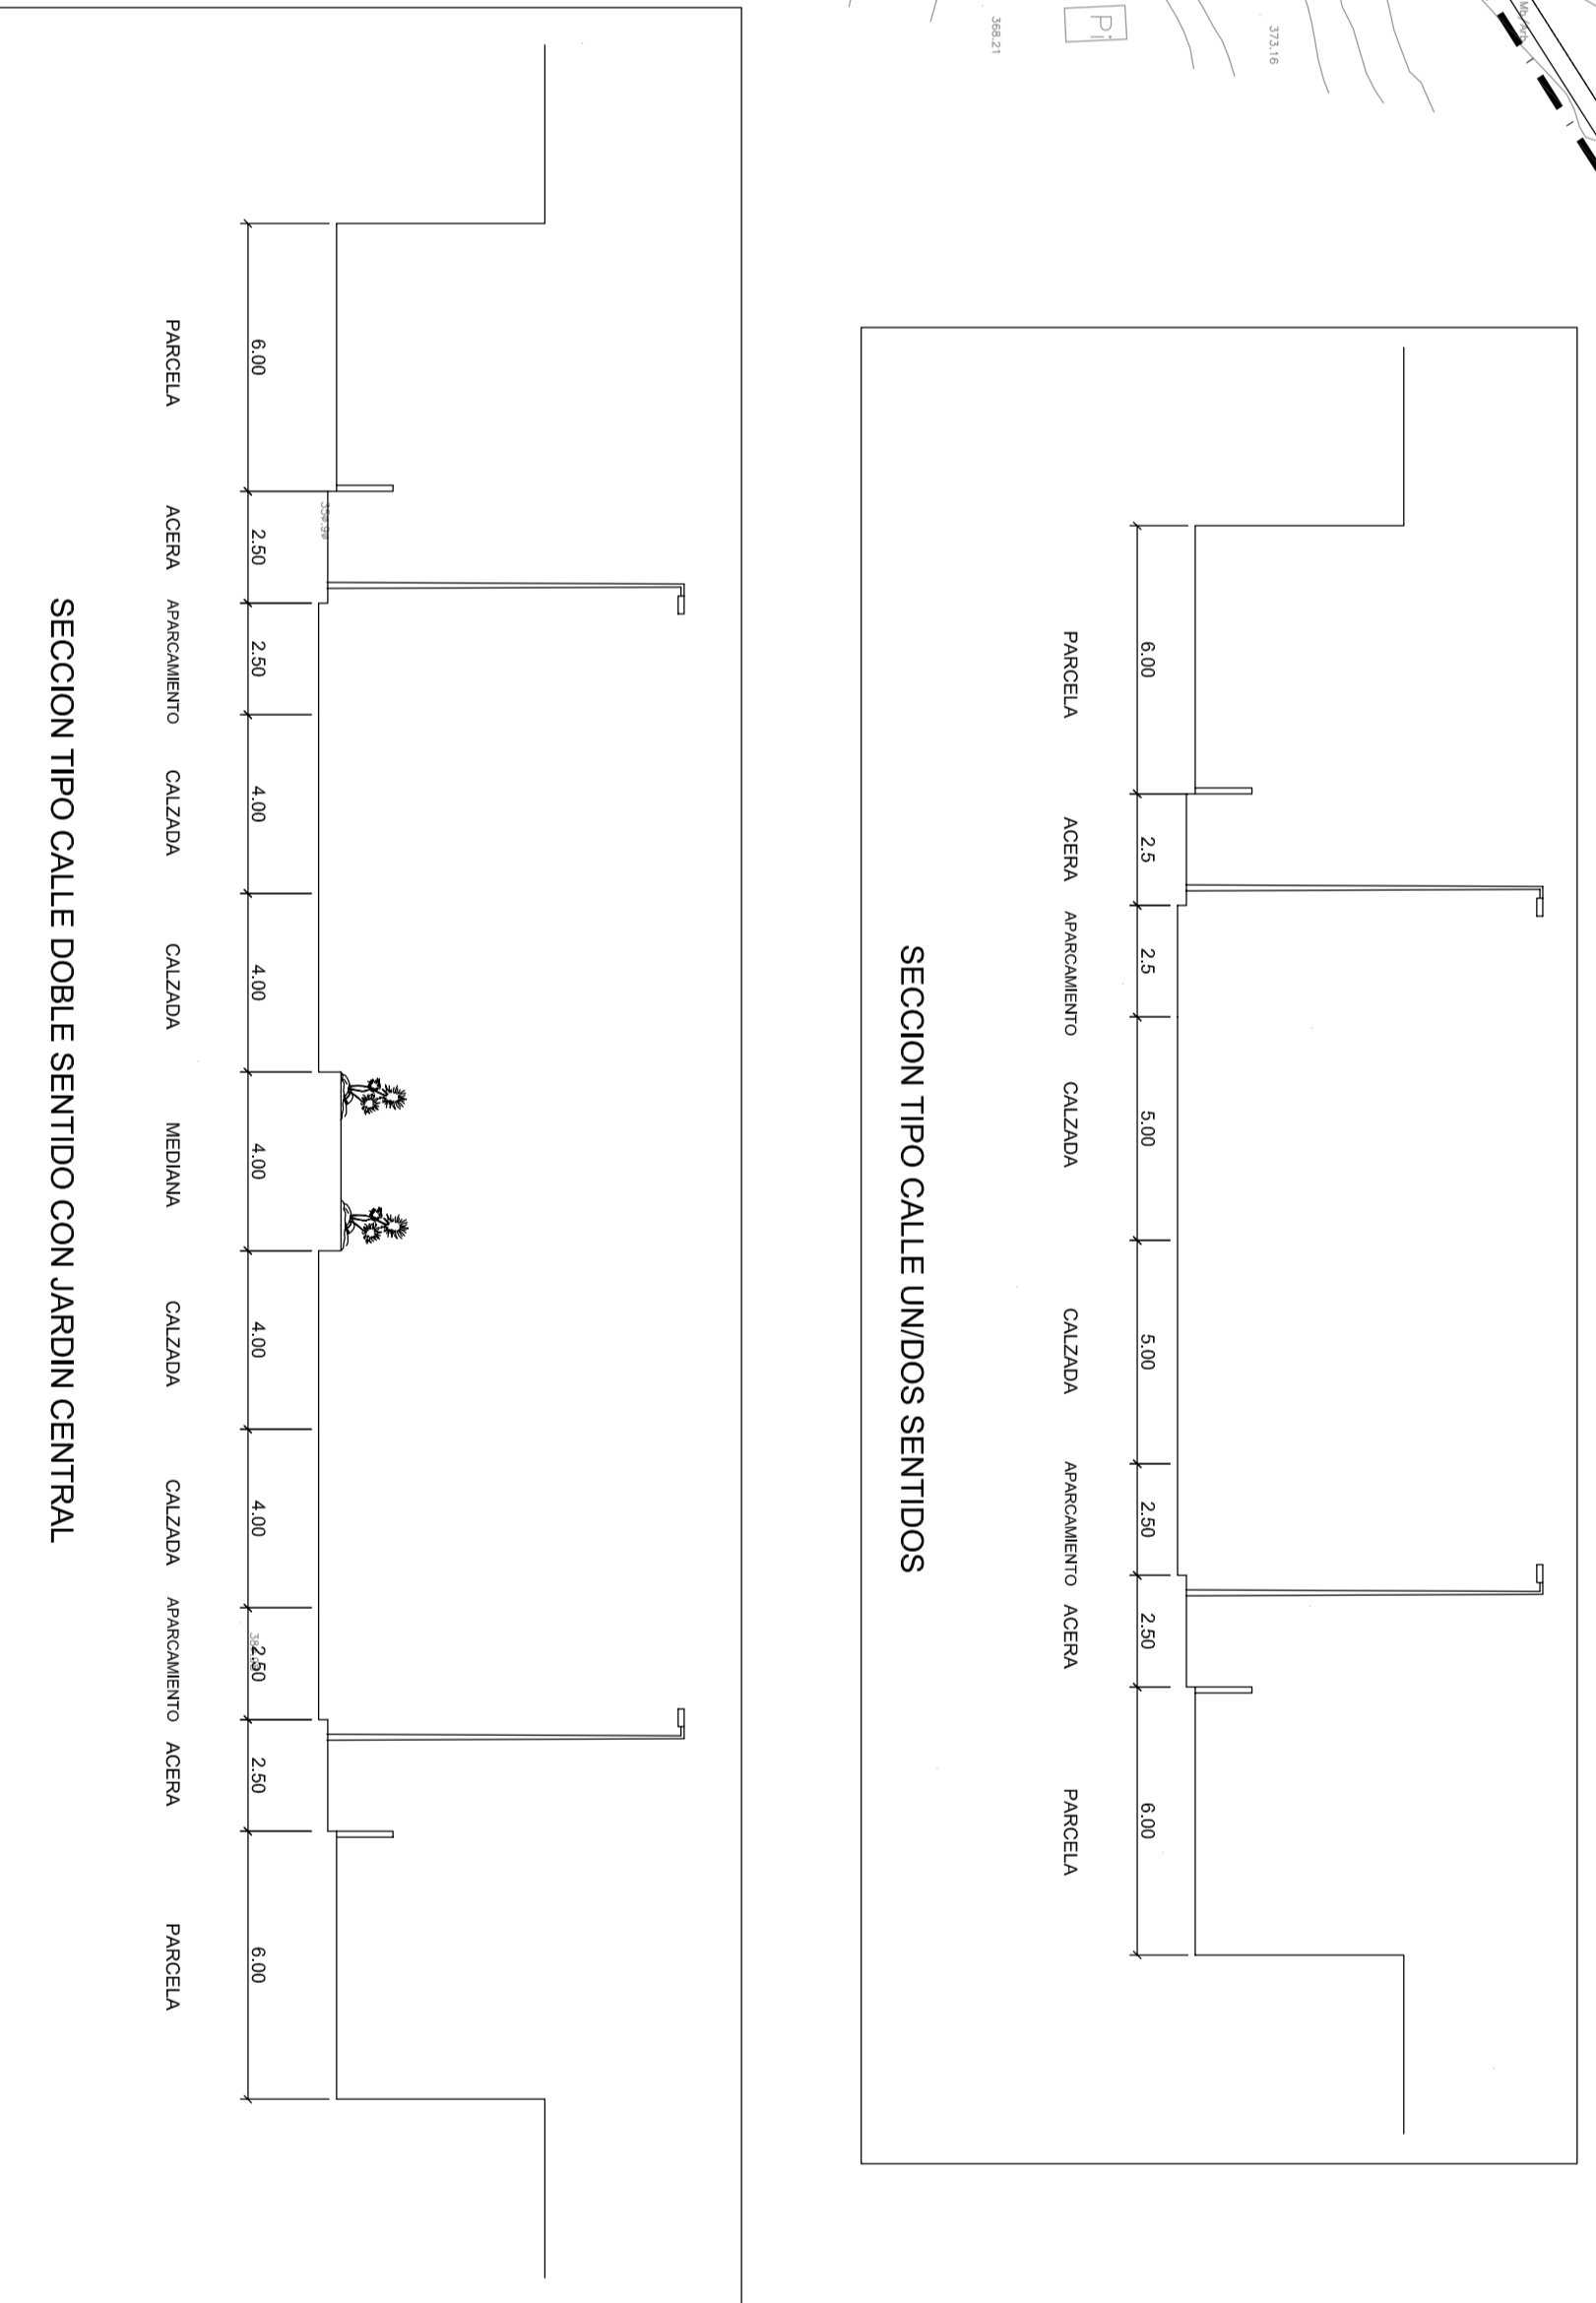 Pi
368.21
373.16
6.00 2.5 2.5 5.00 5.00 2.50 2.50 6.00
PARCELA ACERA APARCAMIENTO CALZADA CALZADA APARCAMIENTO ACERA PARCELA
SECCION TIPO CALLE UN/DOS SENTIDOS
6.00 2.50 2.50 4.00 4.00 4.00 4.00 4.00 2.50 2.50 6.00
PARCELA ACERA APARCAMIENTO CALZADA CALZADA MEDIANA CALZADA CALZADA APARCAMIENTO ACERA PARCELA
SECCION TIPO CALLE DOBLE SENTIDO CON JARDIN CENTRAL